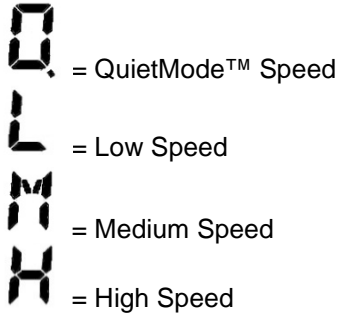 Q = QuietMode™ Speed
L = Low Speed
M = Medium Speed
H = High Speed